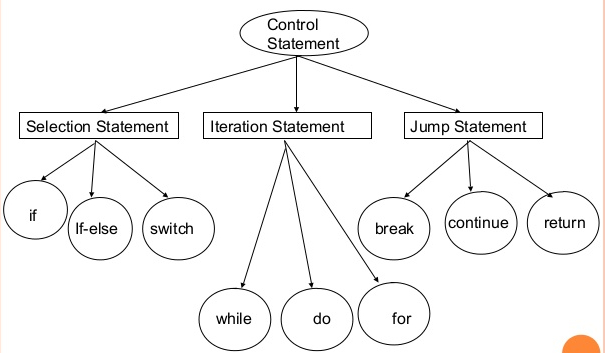 Control
Statement
Selection Statement
Iteration Statement
Jump Statement
if
If-else
switch
break
continue
return
while
do
for